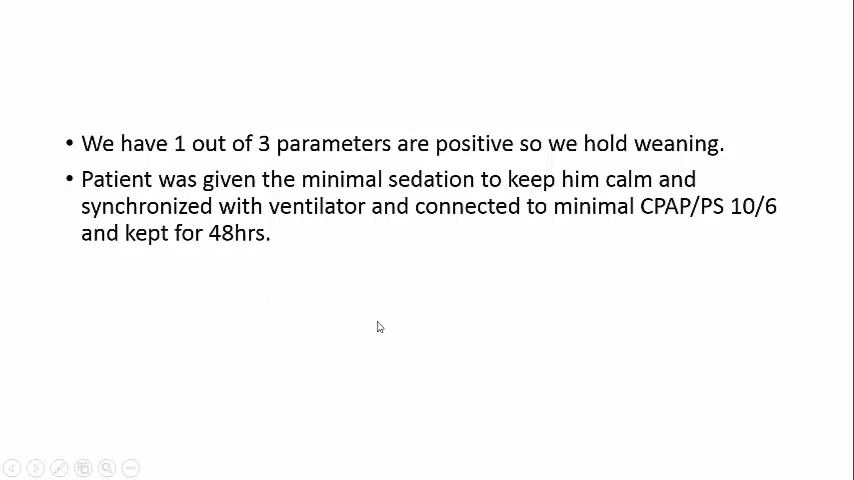 • We have 1 out of 3 parameters are positive so we hold weaning.
• Patient was given the minimal sedation to keep him calm and
synchronized with ventilator and connected to minimal CPAP/PS 10/6
and kept for 48hrs.